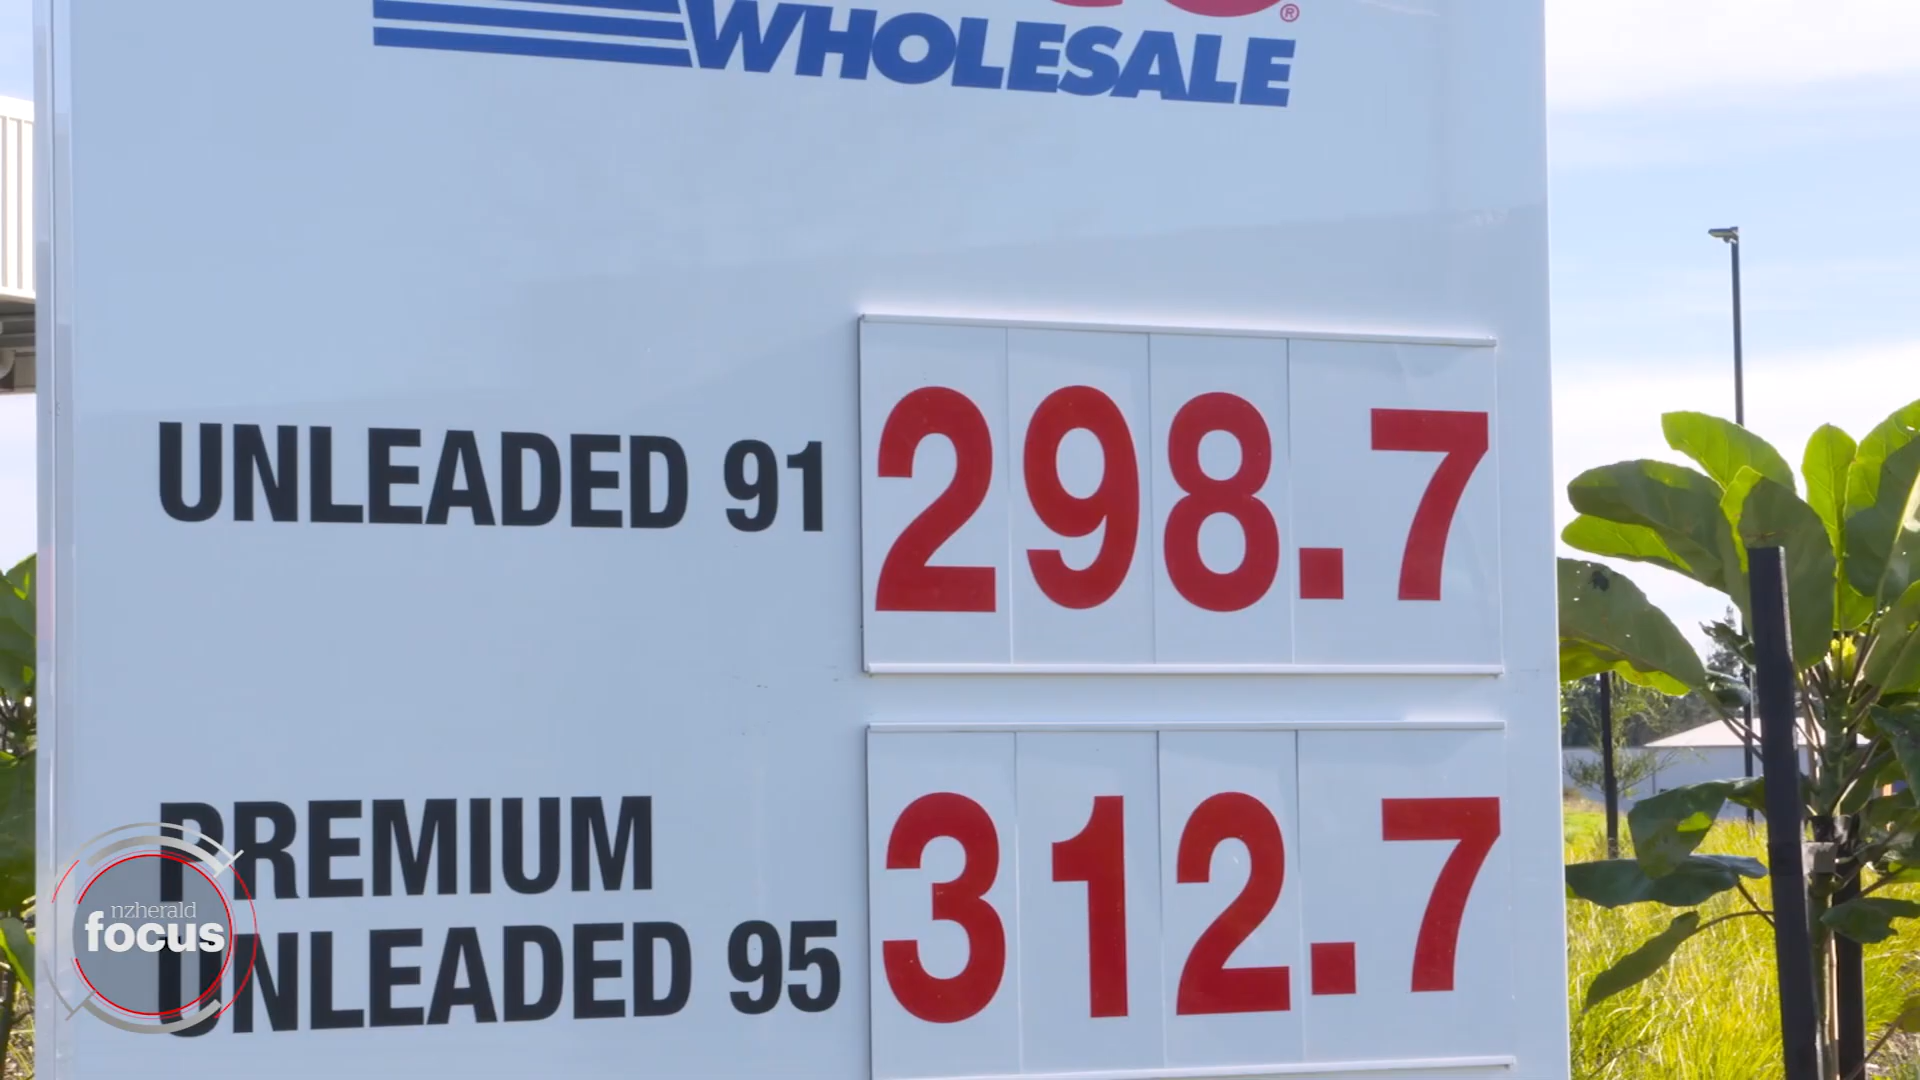 WHOLESALE
UNLEADED 91 298.7
PREMIUM
UNLEADED 95 312.7
nzherald
focus